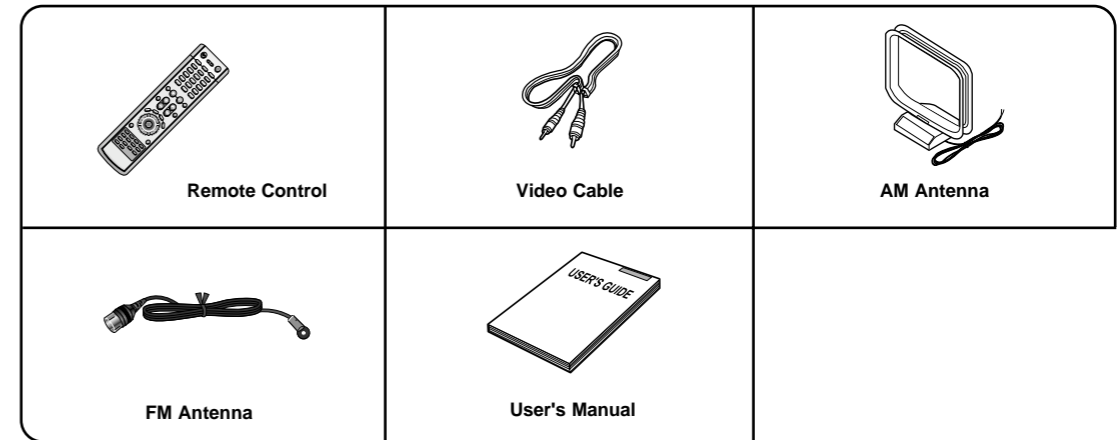 Remote Control
Video Cable
AM Antenna
FM Antenna
USER'S GUIDE
User's Manual